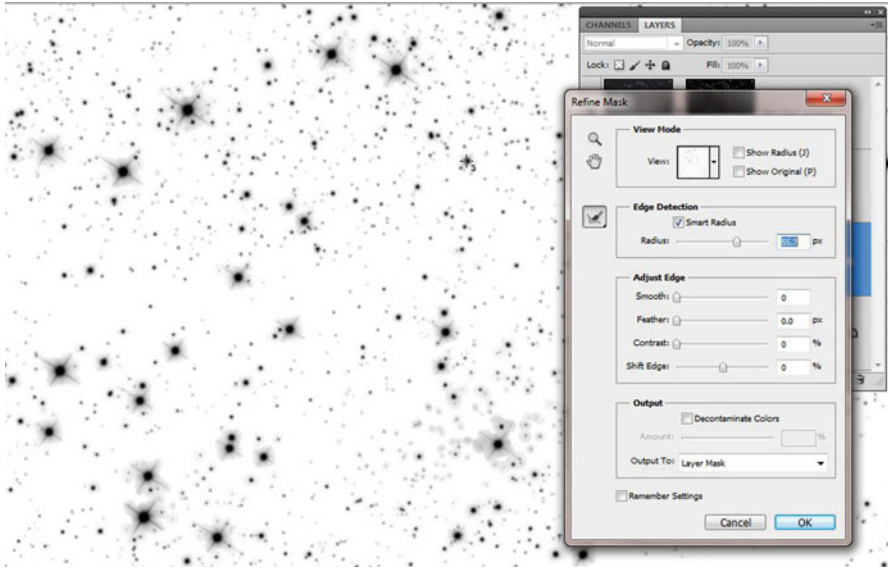 CHANNELS LAYERS
Normal Opacity: 100%
Lock: Fill: 100%
Refine Mask
View Mode
View:
Show Radius (J)
Show Original (P)
Edge Detection
Smart Radius
Radius: px
Adjust Edge
Smooth: 0
Feather: 0.0 px
Contrast: 0 %
Shift Edge: 0 %
Output
Decontaminate Colors
Amount: %
Output To: Layer Mask
Remember Settings
Cancel OK
3